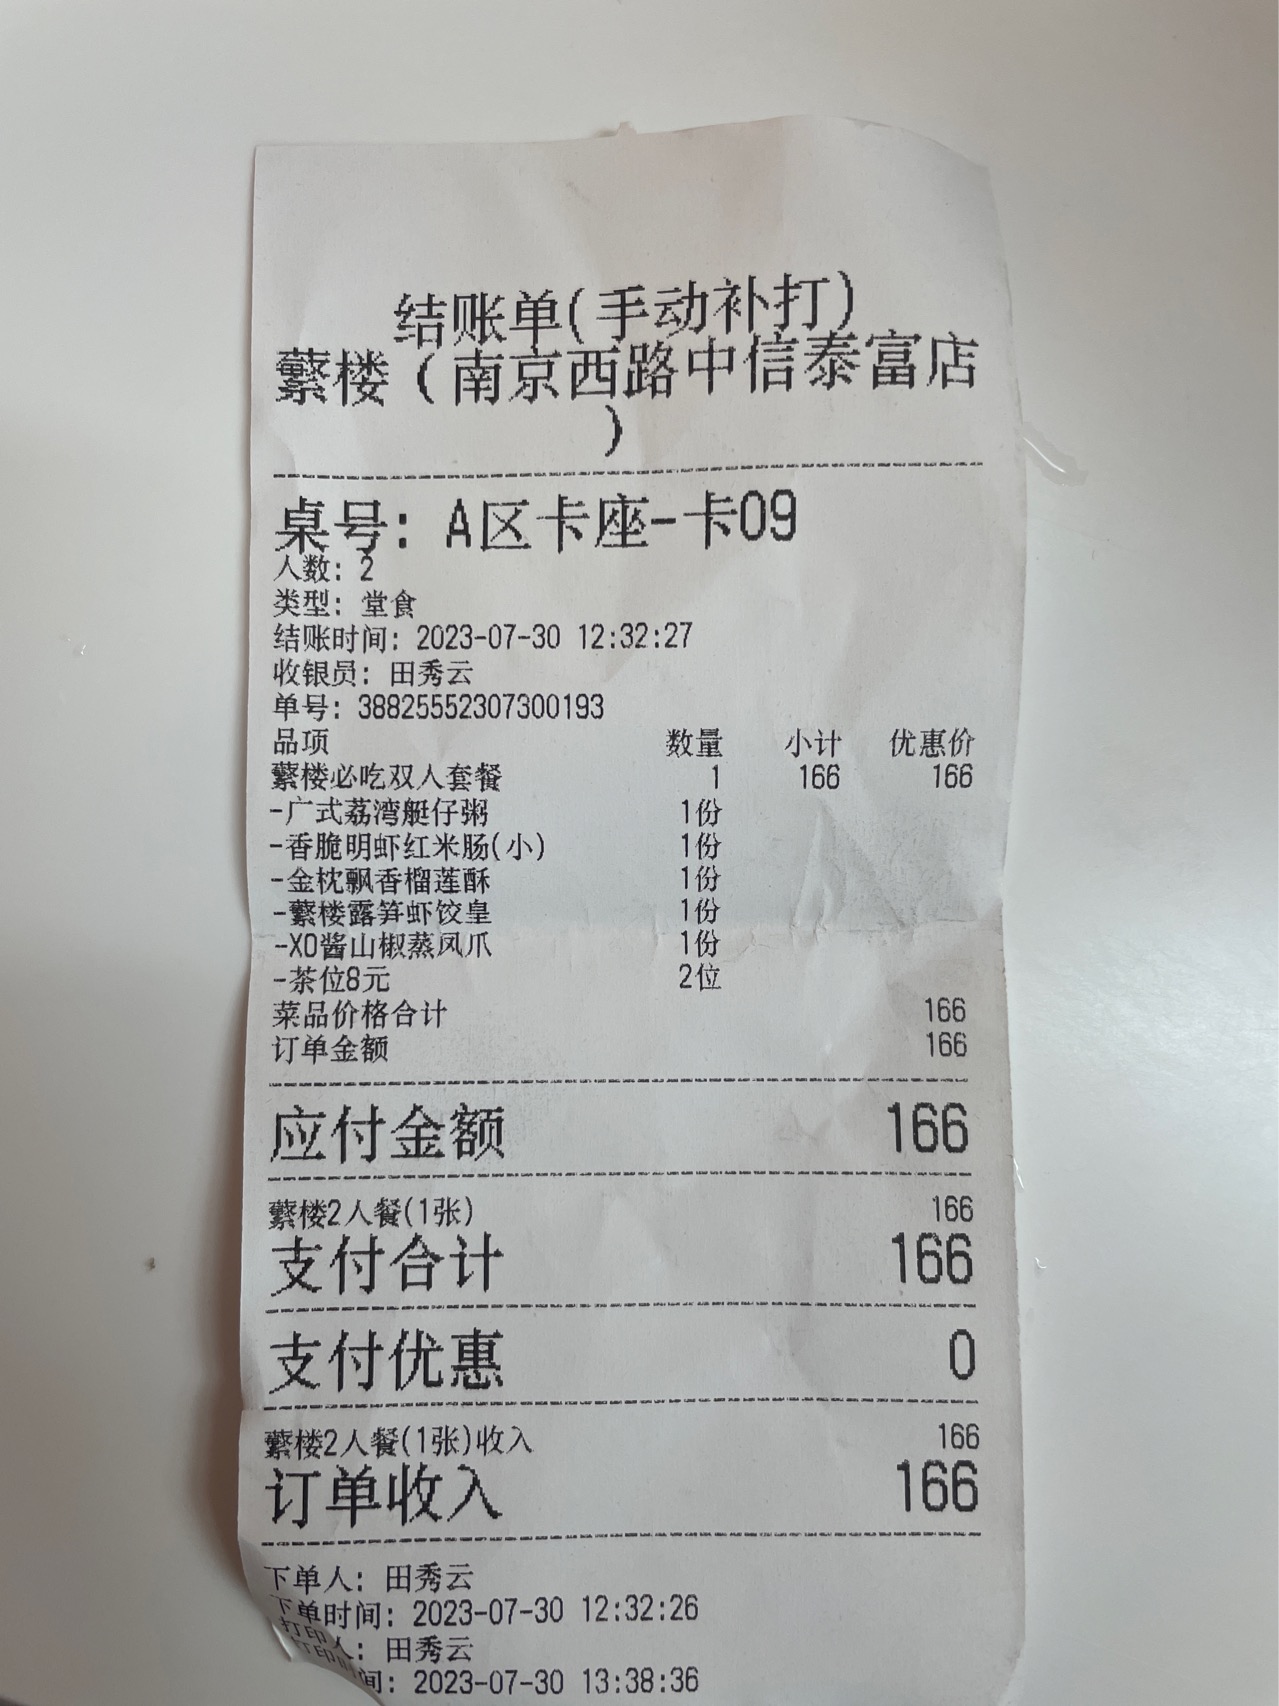 结账单(手动补打)
蘩楼（南京西路中信泰富店
）
桌号: A区卡座-卡09
人数: 2
类型: 堂食
结账时间: 2023-07-30 12:32:27
收银员: 田秀云
单号: 38825552307300193
品项 数量 小计 优惠价
蘩楼必吃双人套餐 1 166 166
-广式荔湾艇仔粥 1份
-香脆明虾红米肠(小) 1份
-金枕飘香榴莲酥 1份
-蘩楼露笋虾饺皇 1份
-XO酱山椒蒸凤爪 1份
-茶位8元 2位
菜品价格合计 166
订单金额 166
应付金额 166
蘩楼2人餐(1张) 166
支付合计 166
支付优惠 0
蘩楼2人餐(1张)收入 166
订单收入 166
下单人: 田秀云
下单时间: 2023-07-30 12:32:26
打印人: 田秀云
打印时间: 2023-07-30 13:38:36